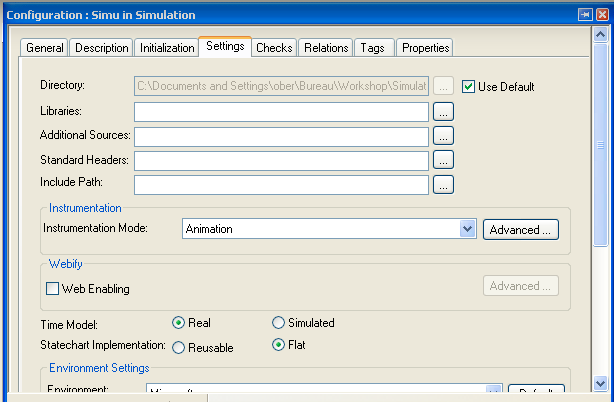 Configuration : Simu in Simulation
General Description Initialization Settings Checks Relations Tags Properties
Directory: C:\Documents and Settings\ober\Bureau\Workshop\Simulat ... Use Default
Libraries: ...
Additional Sources: ...
Standard Headers: ...
Include Path: ...
Instrumentation
Instrumentation Mode: Animation Advanced ...
Webify
Web Enabling Advanced ...
Time Model: Real Simulated
Statechart Implementation: Reusable Flat
Environment Settings
Environment: Microsoft Default